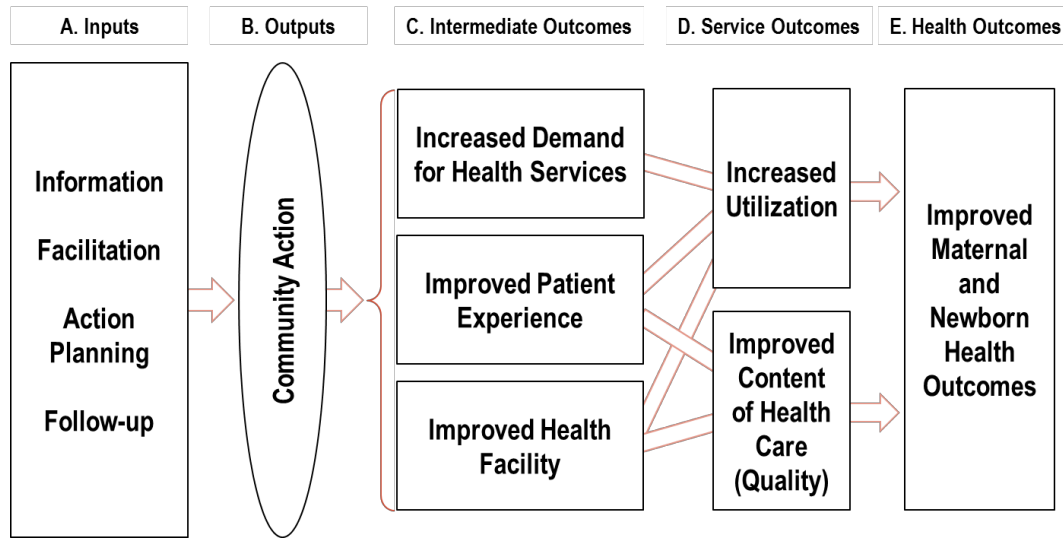 A. Inputs
B. Outputs
C. Intermediate Outcomes
D. Service Outcomes
E. Health Outcomes
Information
Facilitation
Action
Planning
Follow-up
Community Action
Increased Demand
for Health Services
Improved Patient
Experience
Improved Health
Facility
Increased
Utilization
Improved
Content
of Health
Care
(Quality)
Improved
Maternal
and
Newborn
Health
Outcomes